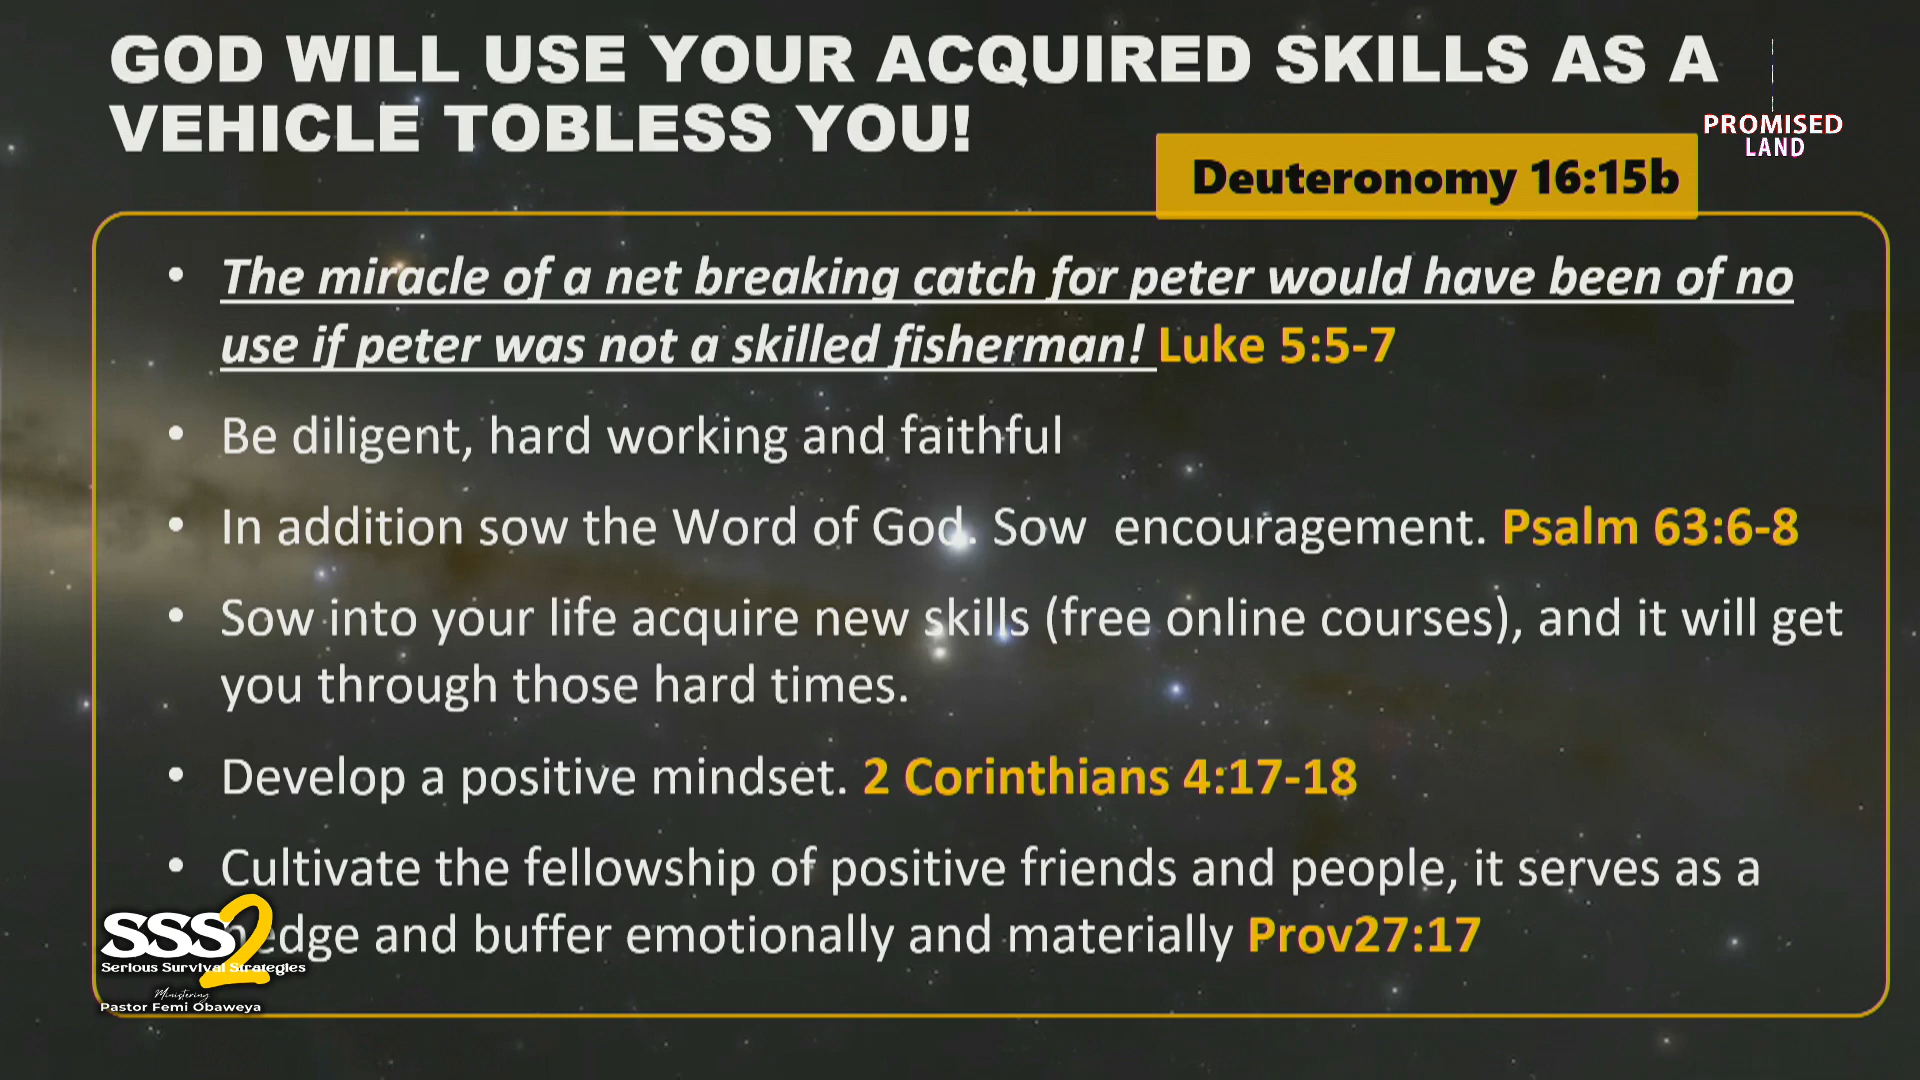 GOD WILL USE YOUR ACQUIRED SKILLS AS A
VEHICLE TOBLESS YOU!
PROMISED
LAND
Deuteronomy 16:15b
• The miracle of a net breaking catch for peter would have been of no
use if peter was not a skilled fisherman! Luke 5:5-7
• Be diligent, hard working and faithful
• In addition sow the Word of God. Sow encouragement. Psalm 63:6-8
• Sow into your life acquire new skills (free online courses), and it will get
you through those hard times.
• Develop a positive mindset. 2 Corinthians 4:17-18
• Cultivate the fellowship of positive friends and people, it serves as a
hedge and buffer emotionally and materially Prov27:17
SSS2
Serious Survival Strategies
Ministering
Pastor Femi Obaweya